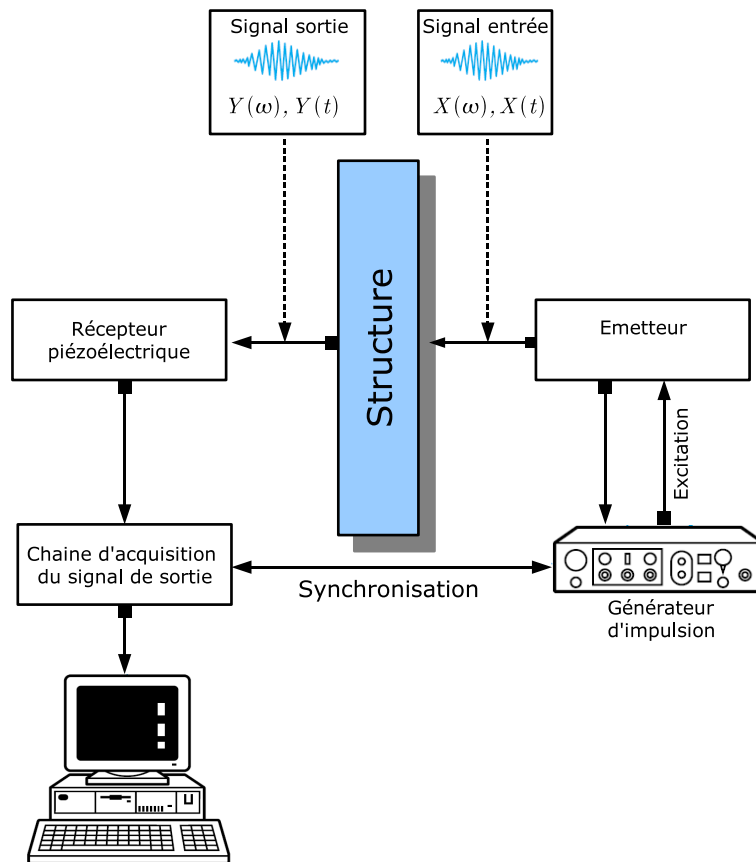 Signal sortie
Y(ω), Y(t)
Signal entrée
X(ω), X(t)
Structure
Récepteur
piézoélectrique
Emetteur
Excitation
Chaine d'acquisition
du signal de sortie
Synchronisation
Générateur
d'impulsion